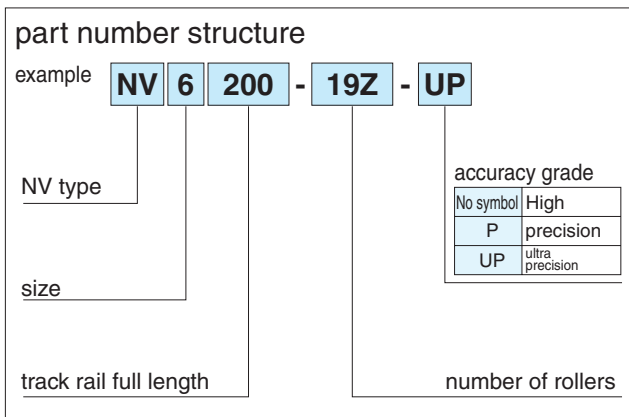 part number structure
example NV 6 200 - 19Z - UP
NV type
accuracy grade
No symbol High
P precision
UP ultra precision
size
track rail full length
number of rollers